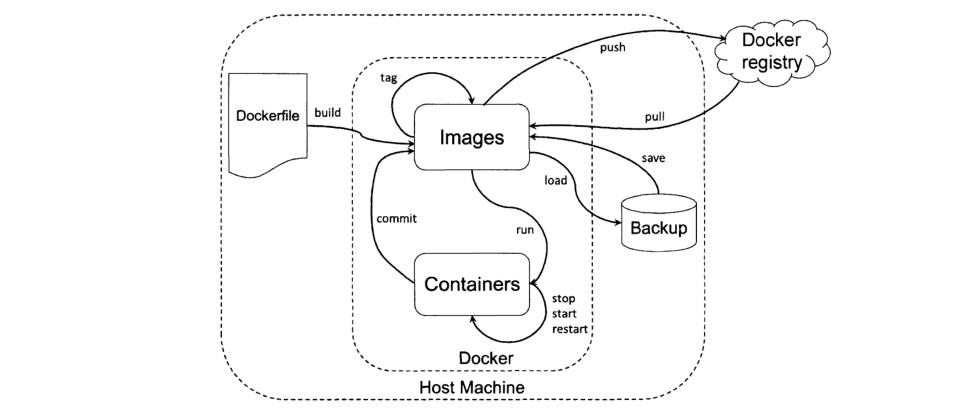 push
Docker
registry
tag
Dockerfile
build
Images
pull
save
load
Backup
commit
run
Containers
stop
start
restart
Docker
Host Machine